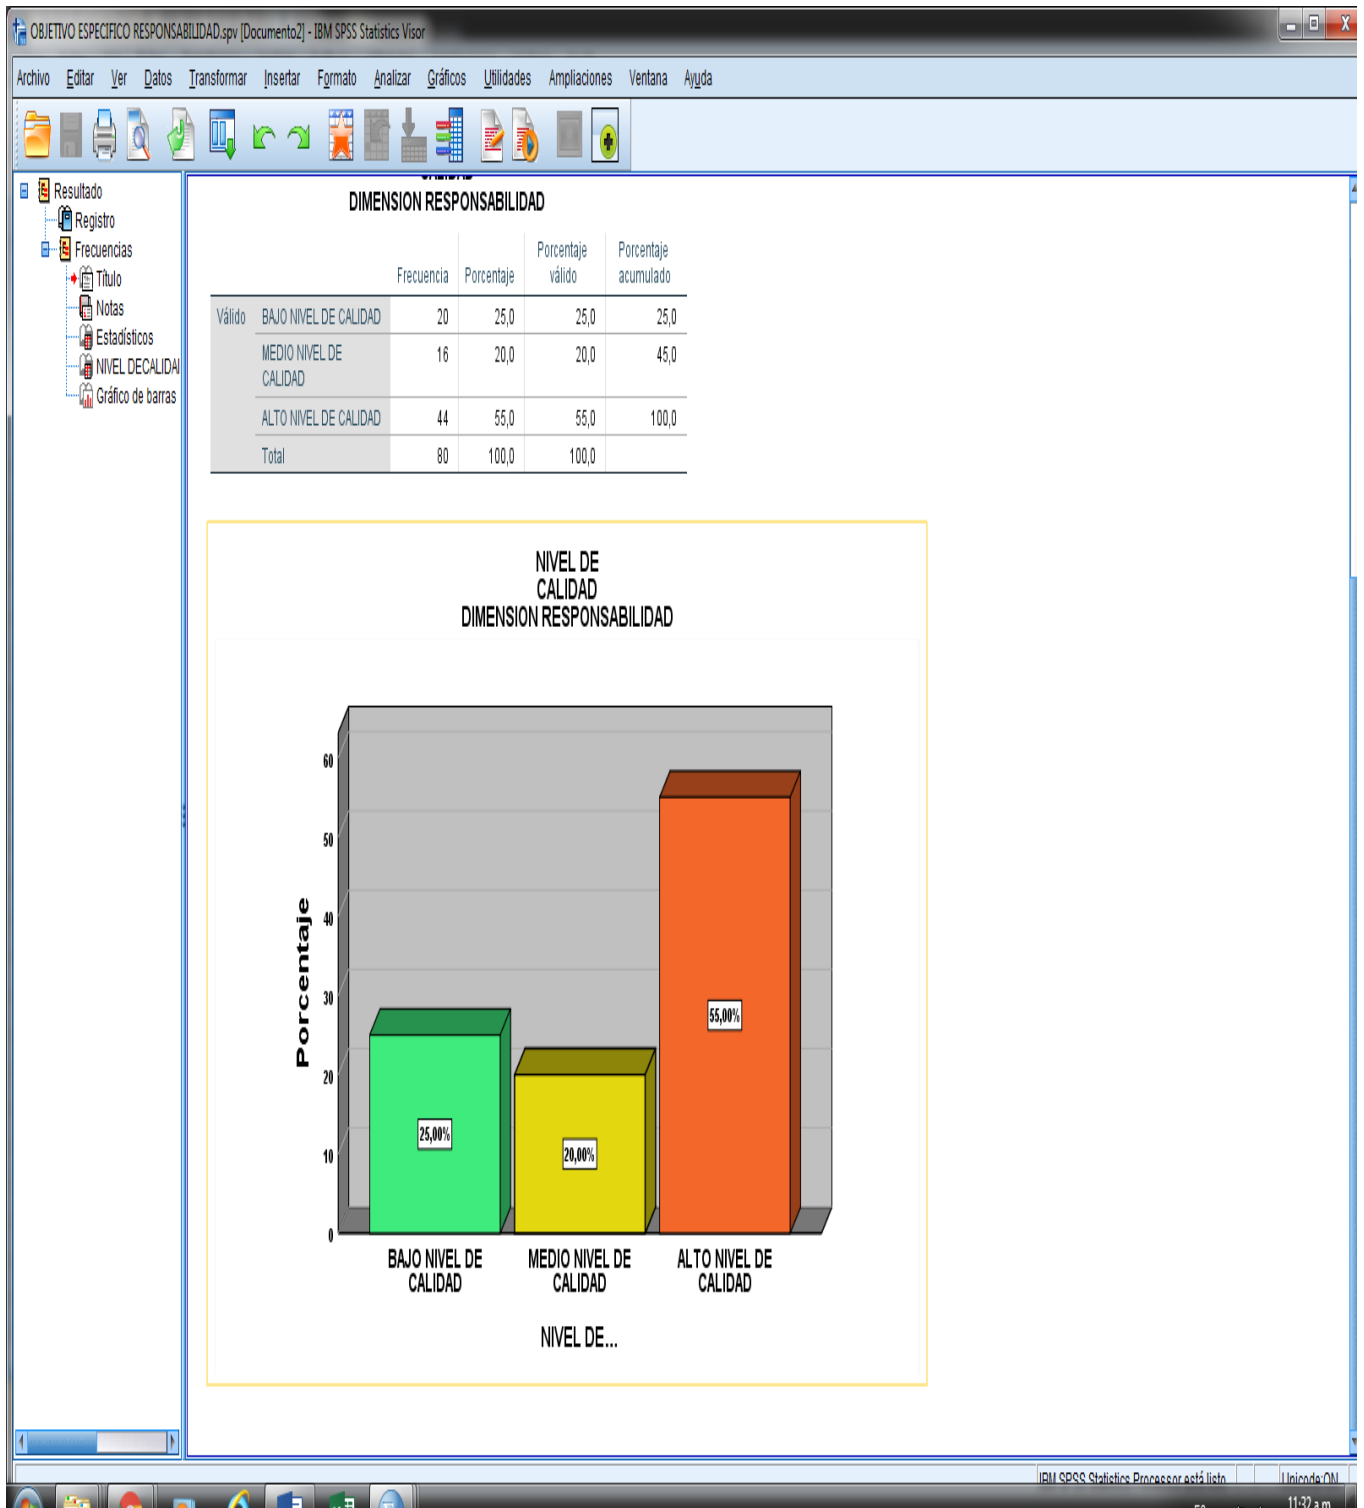 OBJETIVO ESPECIFICO RESPONSABILIDAD.spv [Documento2] - IBM SPSS Statistics Visor
Archivo Editar Ver Datos Transformar Insertar Formato Analizar Gráficos Utilidades Ampliaciones Ventana Ayuda
Resultado
Registro
Frecuencias
Título
Notas
Estadísticos
NIVEL DECALIDA
Gráfico de barras
CALIDAD
DIMENSION RESPONSABILIDAD
Frecuencia Porcentaje Porcentaje válido Porcentaje acumulado
Válido BAJO NIVEL DE CALIDAD 20 25,0 25,0 25,0
MEDIO NIVEL DE CALIDAD 16 20,0 20,0 45,0
ALTO NIVEL DE CALIDAD 44 55,0 55,0 100,0
Total 80 100,0 100,0
NIVEL DE
CALIDAD
DIMENSION RESPONSABILIDAD
Porcentaje
60
50
40
30
20
10
0
25,00%
20,00%
55,00%
BAJO NIVEL DE CALIDAD
MEDIO NIVEL DE CALIDAD
ALTO NIVEL DE CALIDAD
NIVEL DE...
IBM SPSS Statistics Processor está listo
Unicode:ON
11:32 a.m.